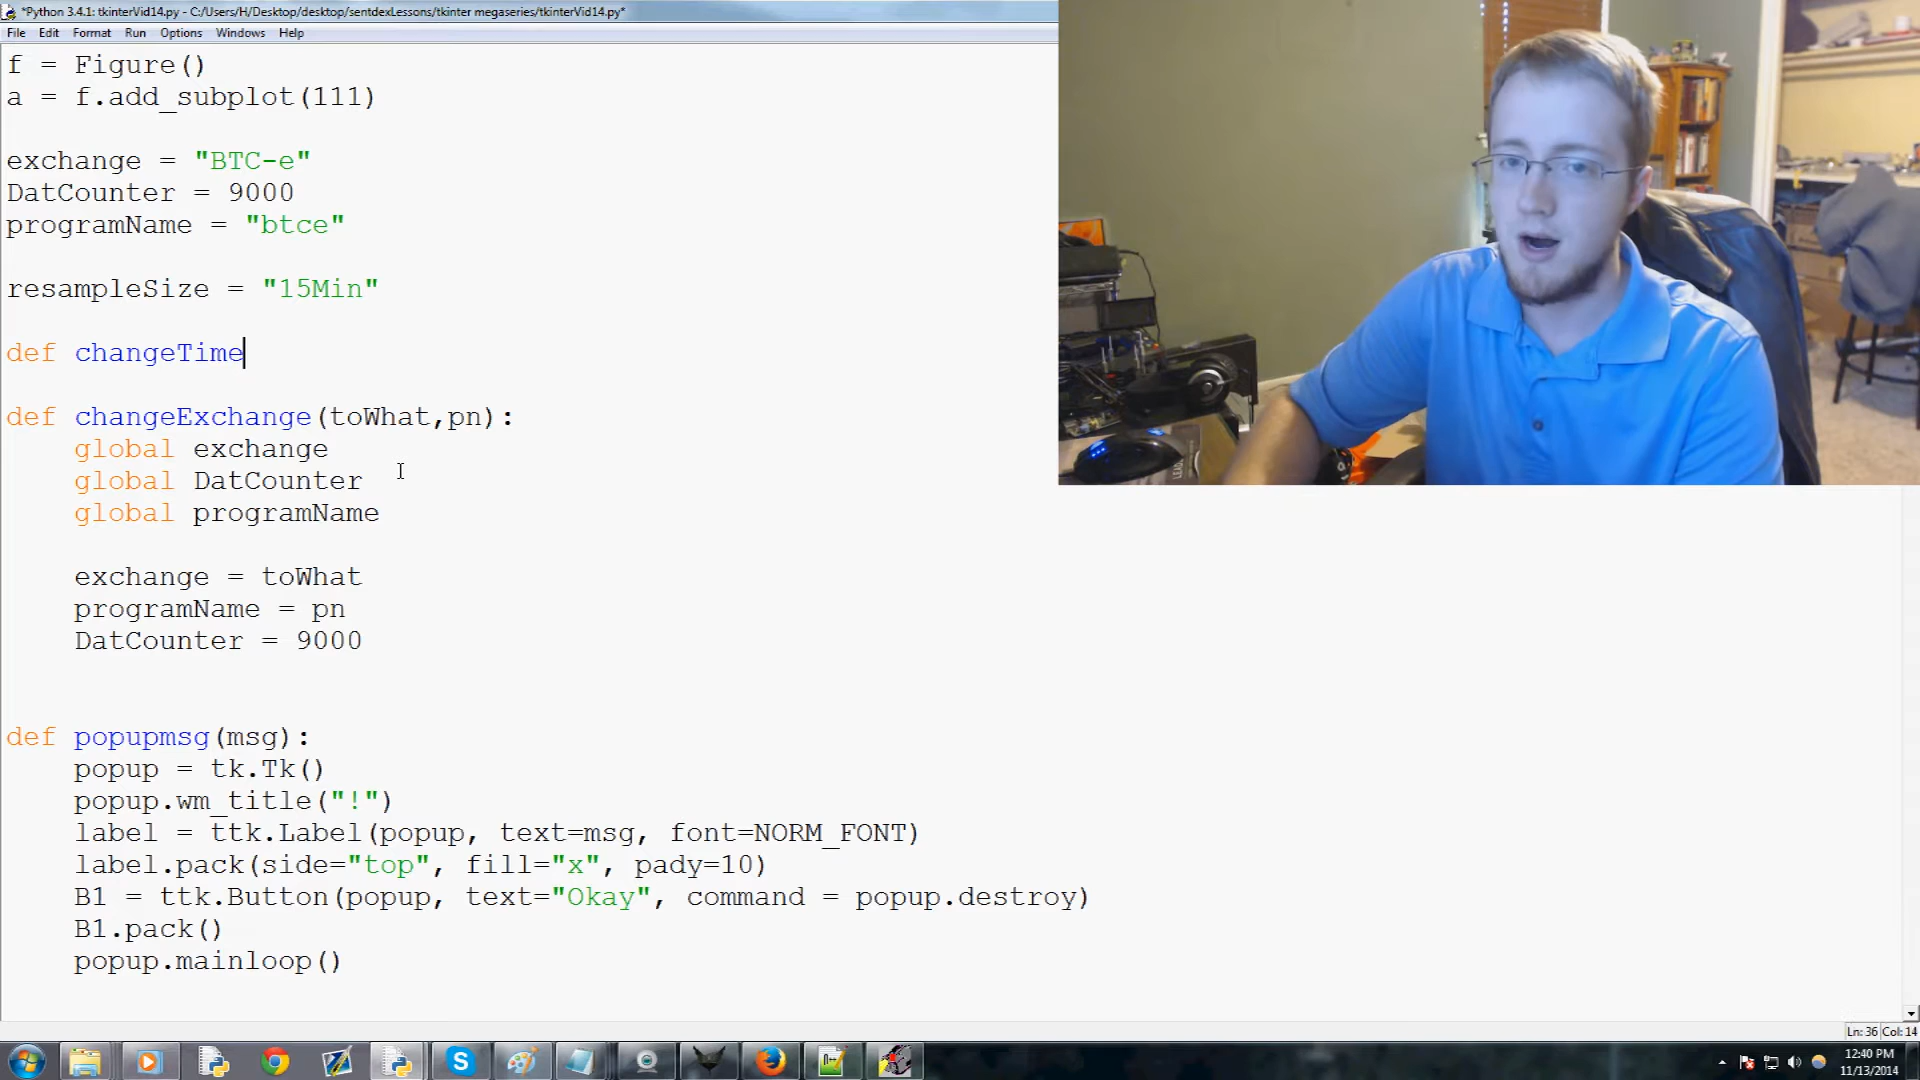 *Python 3.4.1: tkinterVid14.py - C:/Users/H/Desktop/desktop/sentdexLessons/tkinter megaseries/tkinterVid14.py*
File Edit Format Run Options Windows Help
f = Figure()
a = f.add_subplot(111)
exchange = "BTC-e"
DatCounter = 9000
programName = "btce"
resampleSize = "15Min"
def changeTime
def changeExchange(toWhat,pn):
    global exchange
    global DatCounter
    global programName
    exchange = toWhat
    programName = pn
    DatCounter = 9000
def popupmsg(msg):
    popup = tk.Tk()
    popup.wm_title("!")
    label = ttk.Label(popup, text=msg, font=NORM_FONT)
    label.pack(side="top", fill="x", pady=10)
    B1 = ttk.Button(popup, text="Okay", command = popup.destroy)
    B1.pack()
    popup.mainloop()
Ln: 36 Col: 14
12:40 PM
11/13/2014